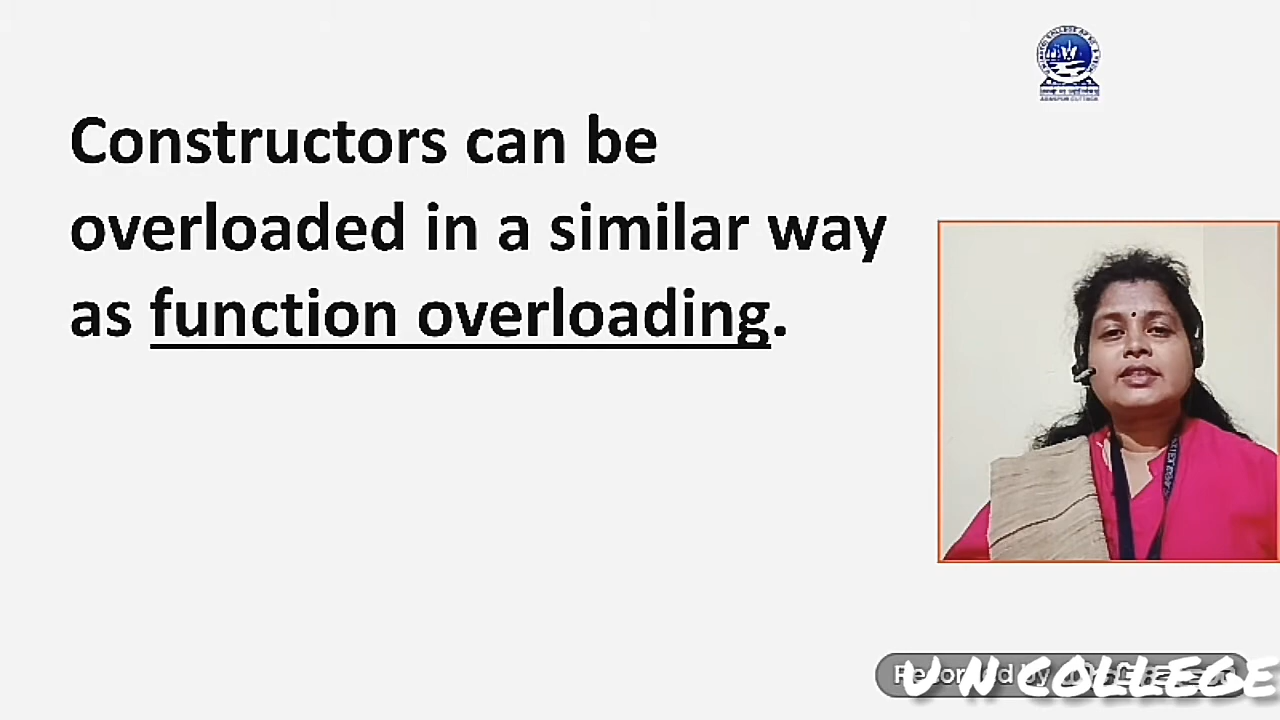 Constructors can be
overloaded in a similar way
as function overloading.
U N COLLEGE